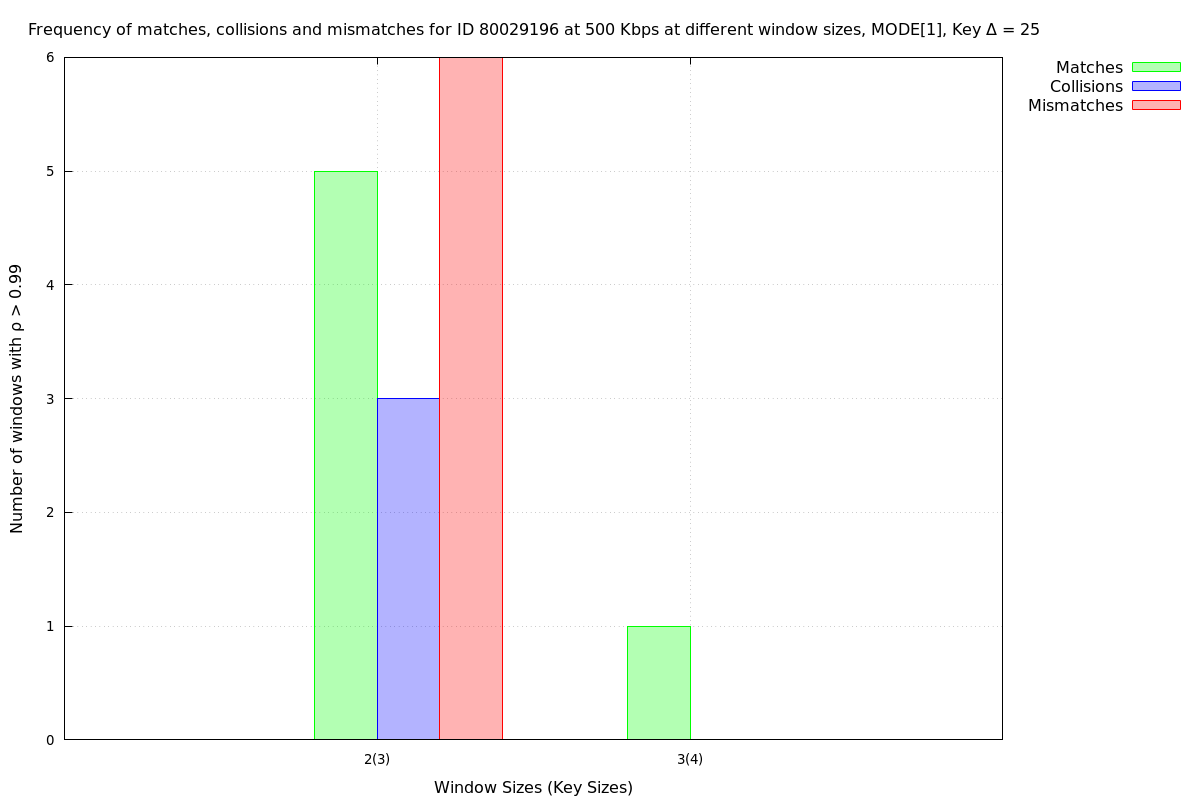 Frequency of matches, collisions and mismatches for ID 80029196 at 500 Kbps at different window sizes, MODE[1], Key Δ = 25
Matches
Collisions
Mismatches
Number of windows with ρ > 0.99
6
5
4
3
2
1
0
2(3) 3(4)
Window Sizes (Key Sizes)